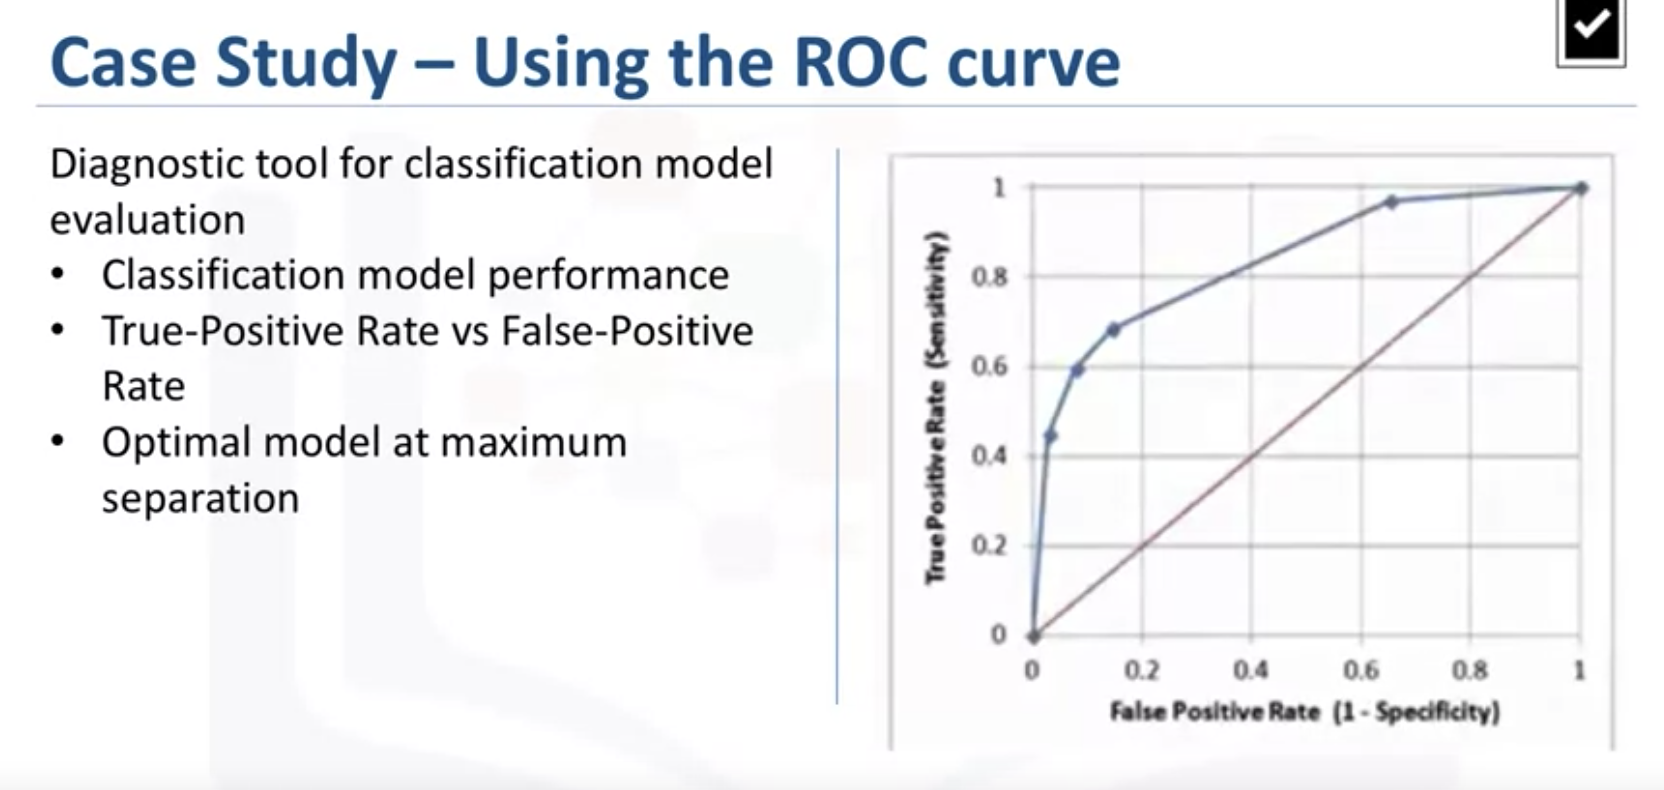 Case Study – Using the ROC curve
Diagnostic tool for classification model
evaluation
• Classification model performance
• True-Positive Rate vs False-Positive
Rate
• Optimal model at maximum
separation
True Positive Rate (Sensitivity)
1
0.8
0.6
0.4
0.2
0
0 0.2 0.4 0.6 0.8 1
False Positive Rate (1 - Specificity)